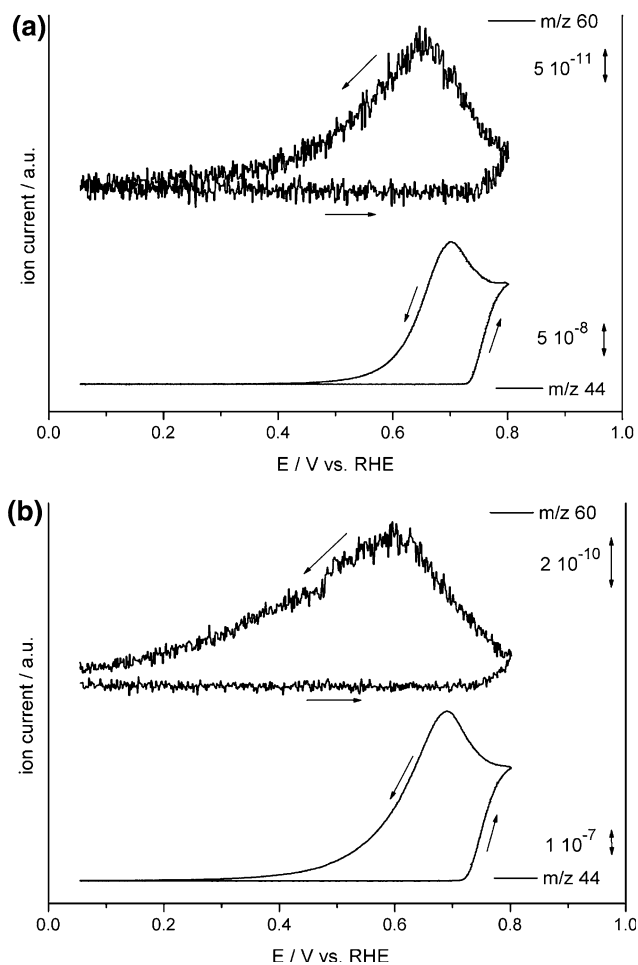 (a)
m/z 60
5 10⁻¹¹
ion current / a.u.
5 10⁻⁸
m/z 44
0.0 0.2 0.4 0.6 0.8 1.0
E / V vs. RHE
(b)
m/z 60
2 10⁻¹⁰
ion current / a.u.
1 10⁻⁷
m/z 44
0.0 0.2 0.4 0.6 0.8 1.0
E / V vs. RHE